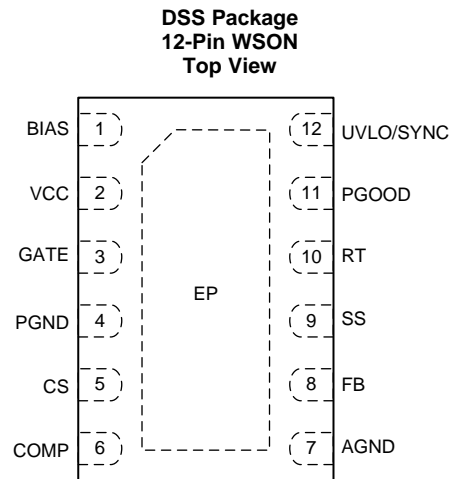 DSS Package
12-Pin WSON
Top View
BIAS 1 12 UVLO/SYNC
VCC 2 11 PGOOD
GATE 3 10 RT
EP
PGND 4 9 SS
CS 5 8 FB
COMP 6 7 AGND